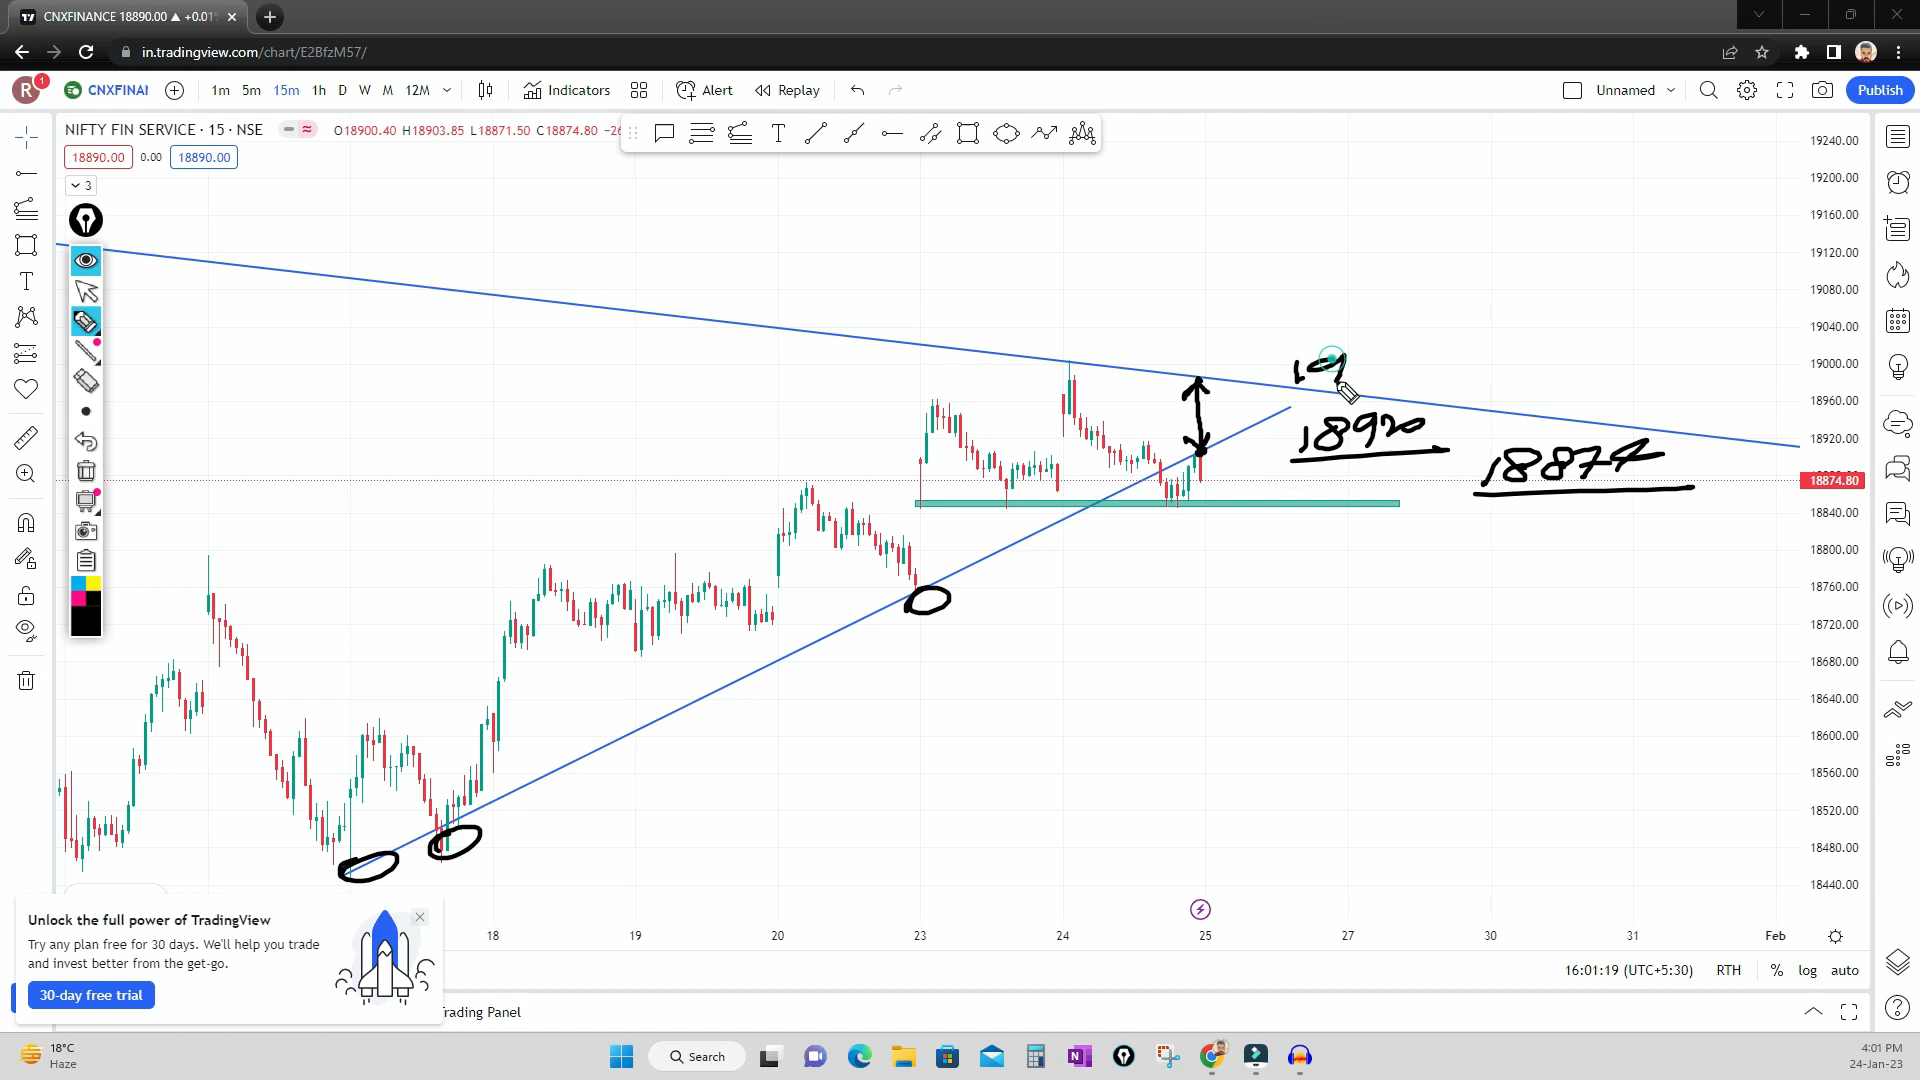 CNXFINANCE 18890.00 ▲ +0.01%
in.tradingview.com/chart/E2BfzM57/
R 1 CNXFINAI 1m 5m 15m 1h D W M 12M Indicators Alert Replay Unnamed Publish
NIFTY FIN SERVICE · 15 · NSE O18900.40 H18903.85 L18871.50 C18874.80 −26
18890.00 0.00 18890.00
3
19240.00
19200.00
19160.00
19120.00
19080.00
19040.00
19000.00
18960.00
18920.00
18874.80
18840.00
18800.00
18760.00
18720.00
18680.00
18640.00
18600.00
18560.00
18520.00
18480.00
18440.00
19
18920
18874
Unlock the full power of TradingView
Try any plan free for 30 days. We'll help you trade
and invest better from the get-go.
30-day free trial
18 19 20 23 24 25 27 30 31 Feb
16:01:19 (UTC+5:30) RTH % log auto
rading Panel
18°C
Haze
Search
4:01 PM
24-Jan-23